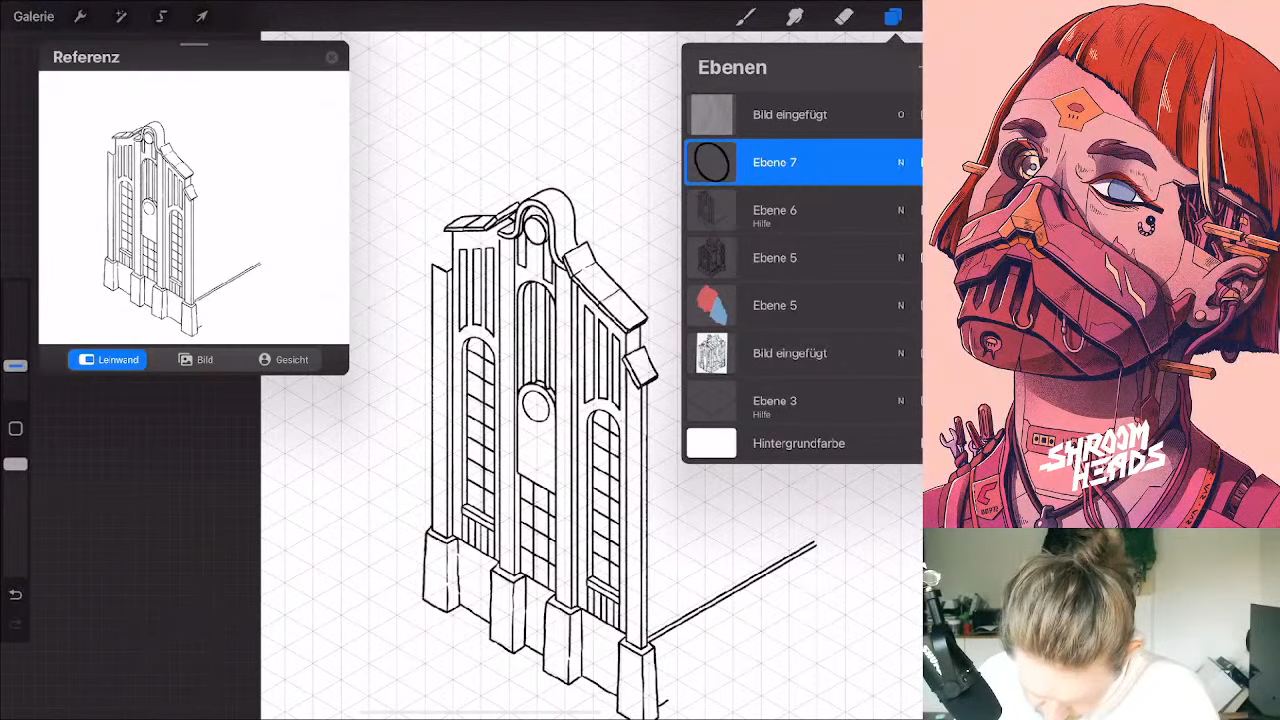 Galerie
Referenz
Leinwand
Bild
Gesicht
Ebenen
Bild eingefügt
O
Ebene 7
N
Ebene 6
N
Hilfe
Ebene 5
N
Ebene 5
N
Bild eingefügt
N
Ebene 3
N
Hilfe
Hintergrundfarbe
SHROOM
HEADS